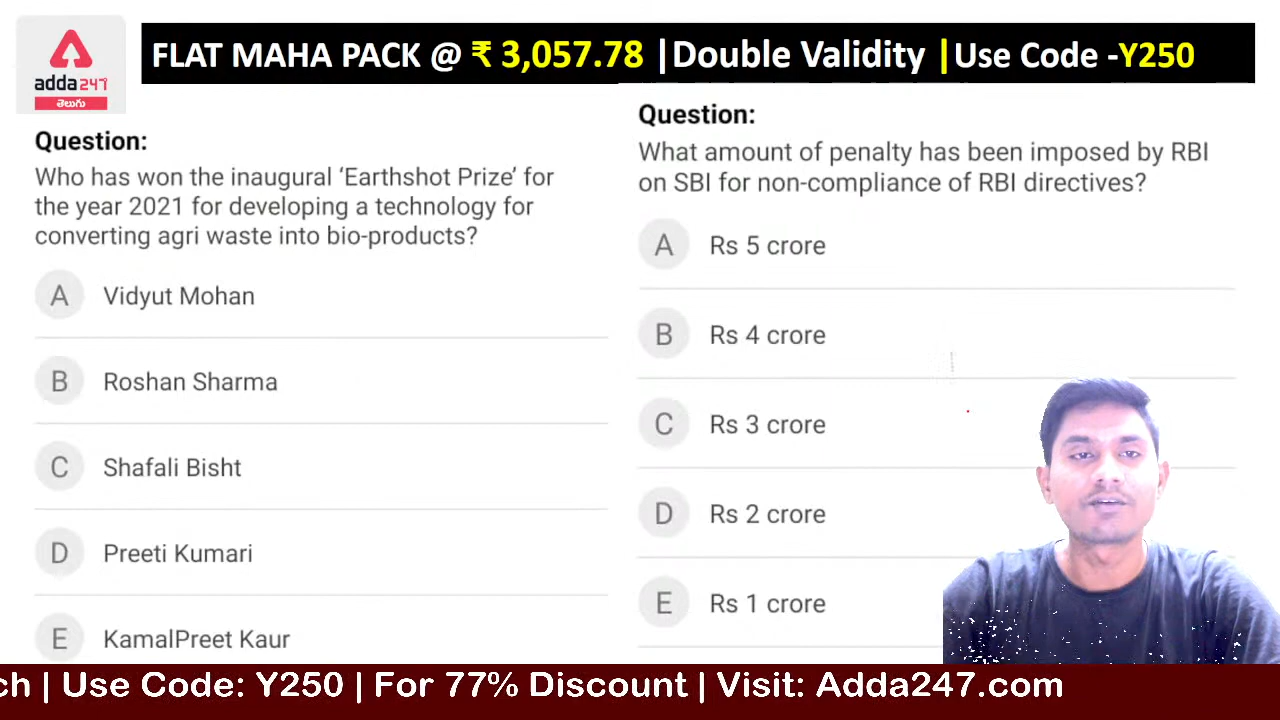 FLAT MAHA PACK @ ₹ 3,057.78 |Double Validity |Use Code -Y250
adda247
తెలుగు
Question:
Who has won the inaugural ‘Earthshot Prize’ for
the year 2021 for developing a technology for
converting agri waste into bio-products?
A Vidyut Mohan
B Roshan Sharma
C Shafali Bisht
D Preeti Kumari
E KamalPreet Kaur
Question:
What amount of penalty has been imposed by RBI
on SBI for non-compliance of RBI directives?
A Rs 5 crore
B Rs 4 crore
C Rs 3 crore
D Rs 2 crore
E Rs 1 crore
ch | Use Code: Y250 | For 77% Discount | Visit: Adda247.com